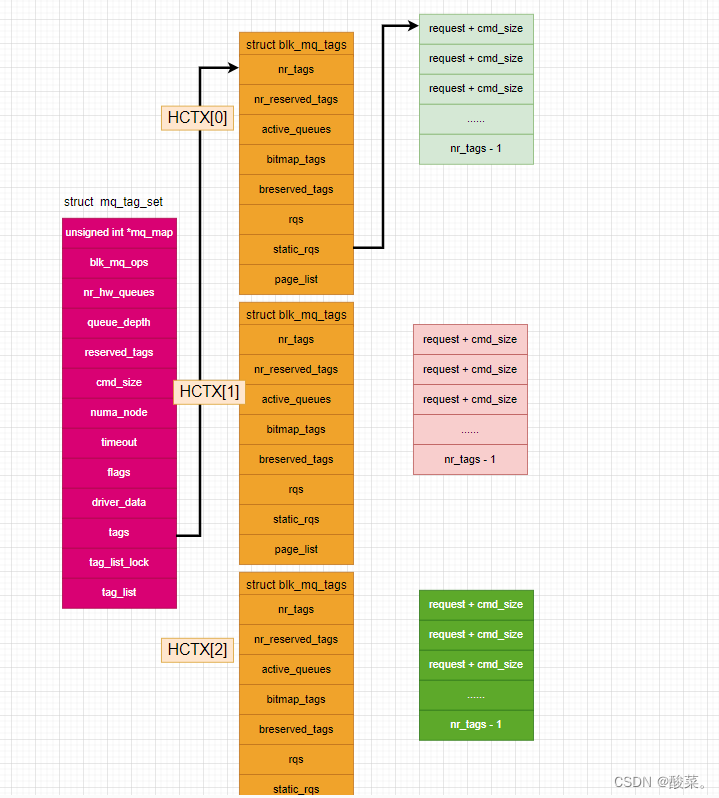 struct mq_tag_set
unsigned int *mq_map
blk_mq_ops
nr_hw_queues
queue_depth
reserved_tags
cmd_size
numa_node
timeout
flags
driver_data
tags
tag_list_lock
tag_list
HCTX[0]
struct blk_mq_tags
nr_tags
nr_reserved_tags
active_queues
bitmap_tags
breserved_tags
rqs
static_rqs
page_list
request + cmd_size
request + cmd_size
request + cmd_size
......
nr_tags - 1
HCTX[1]
struct blk_mq_tags
nr_tags
nr_reserved_tags
active_queues
bitmap_tags
breserved_tags
rqs
static_rqs
page_list
request + cmd_size
request + cmd_size
request + cmd_size
......
nr_tags - 1
HCTX[2]
struct blk_mq_tags
nr_tags
nr_reserved_tags
active_queues
bitmap_tags
breserved_tags
rqs
static_rqs
request + cmd_size
request + cmd_size
request + cmd_size
......
nr_tags - 1
CSDN @酸菜。